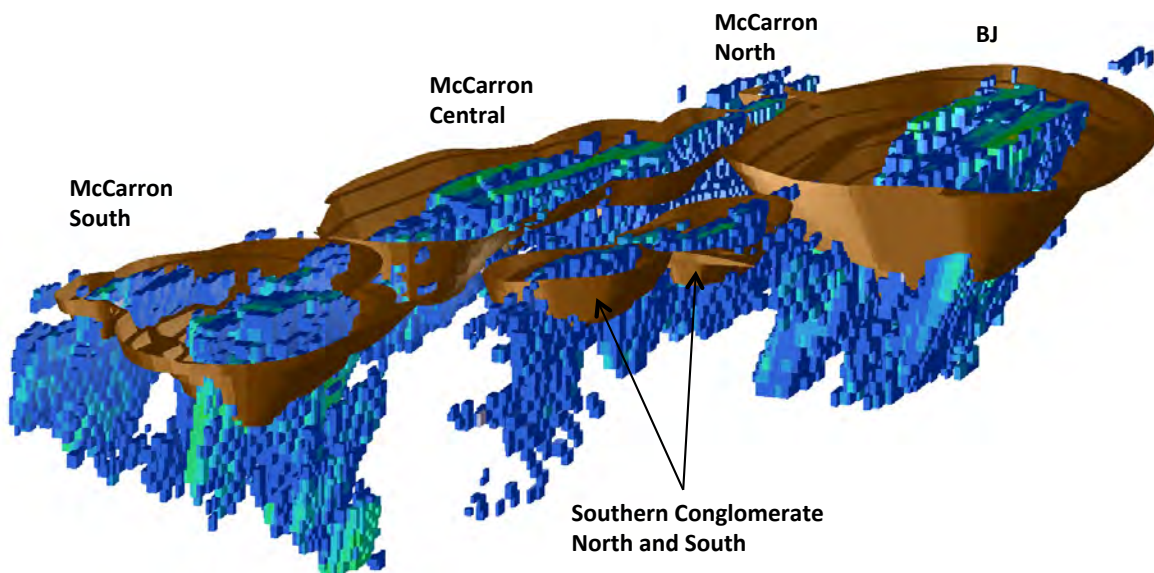 McCarron
North
BJ
McCarron
Central
McCarron
South
Southern Conglomerate
North and South